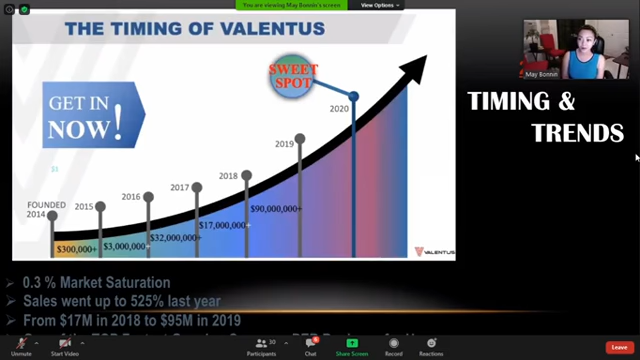 You are viewing May Bonnin's screen
View Options
THE TIMING OF VALENTUS
GET IN
NOW!
SWEET
SPOT
2020
2019
2018
2017
2016
2015
FOUNDED
2014
$300,000+
$3,000,000+
$32,000,000+
$17,000,000+
$90,000,000+
VALENTUS
May Bonnin
TIMING &
TRENDS
0.3 % Market Saturation
Sales went up to 525% last year
From $17M in 2018 to $95M in 2019
Unmute
Start Video
Participants
30
Chat
Share Screen
Record
Reactions
Leave